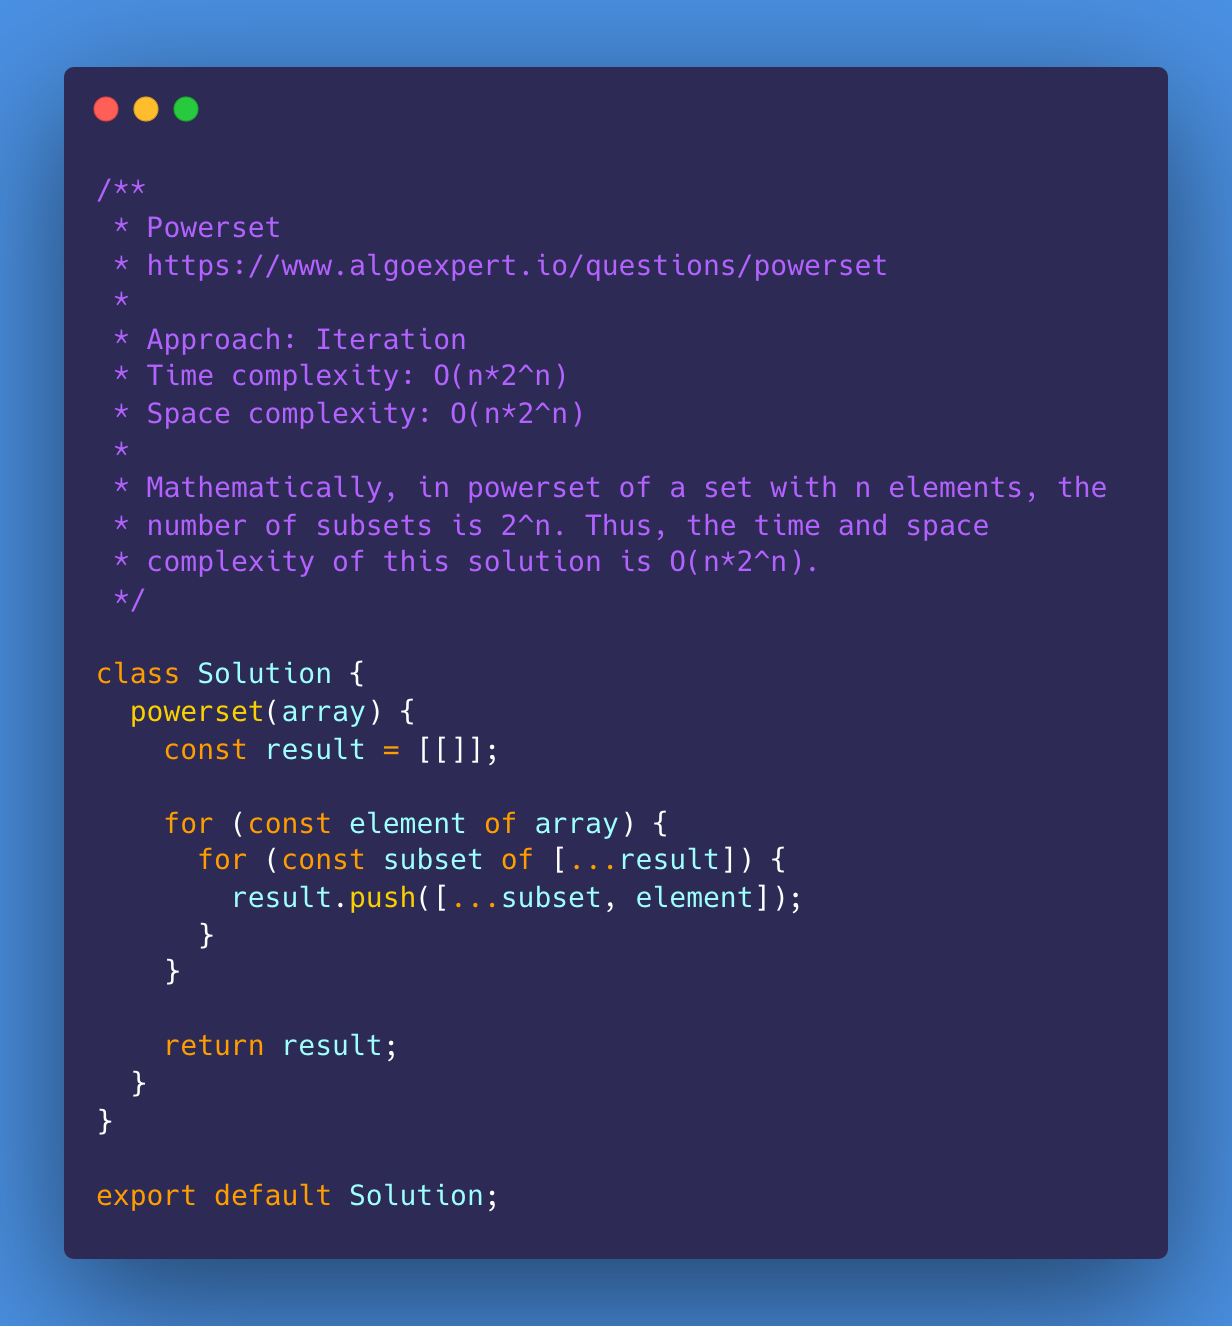 /**
 * Powerset
 * https://www.algoexpert.io/questions/powerset
 *
 * Approach: Iteration
 * Time complexity: O(n*2^n)
 * Space complexity: O(n*2^n)
 *
 * Mathematically, in powerset of a set with n elements, the
 * number of subsets is 2^n. Thus, the time and space
 * complexity of this solution is O(n*2^n).
 */

class Solution {
  powerset(array) {
    const result = [[]];

    for (const element of array) {
      for (const subset of [...result]) {
        result.push([...subset, element]);
      }
    }

    return result;
  }
}

export default Solution;